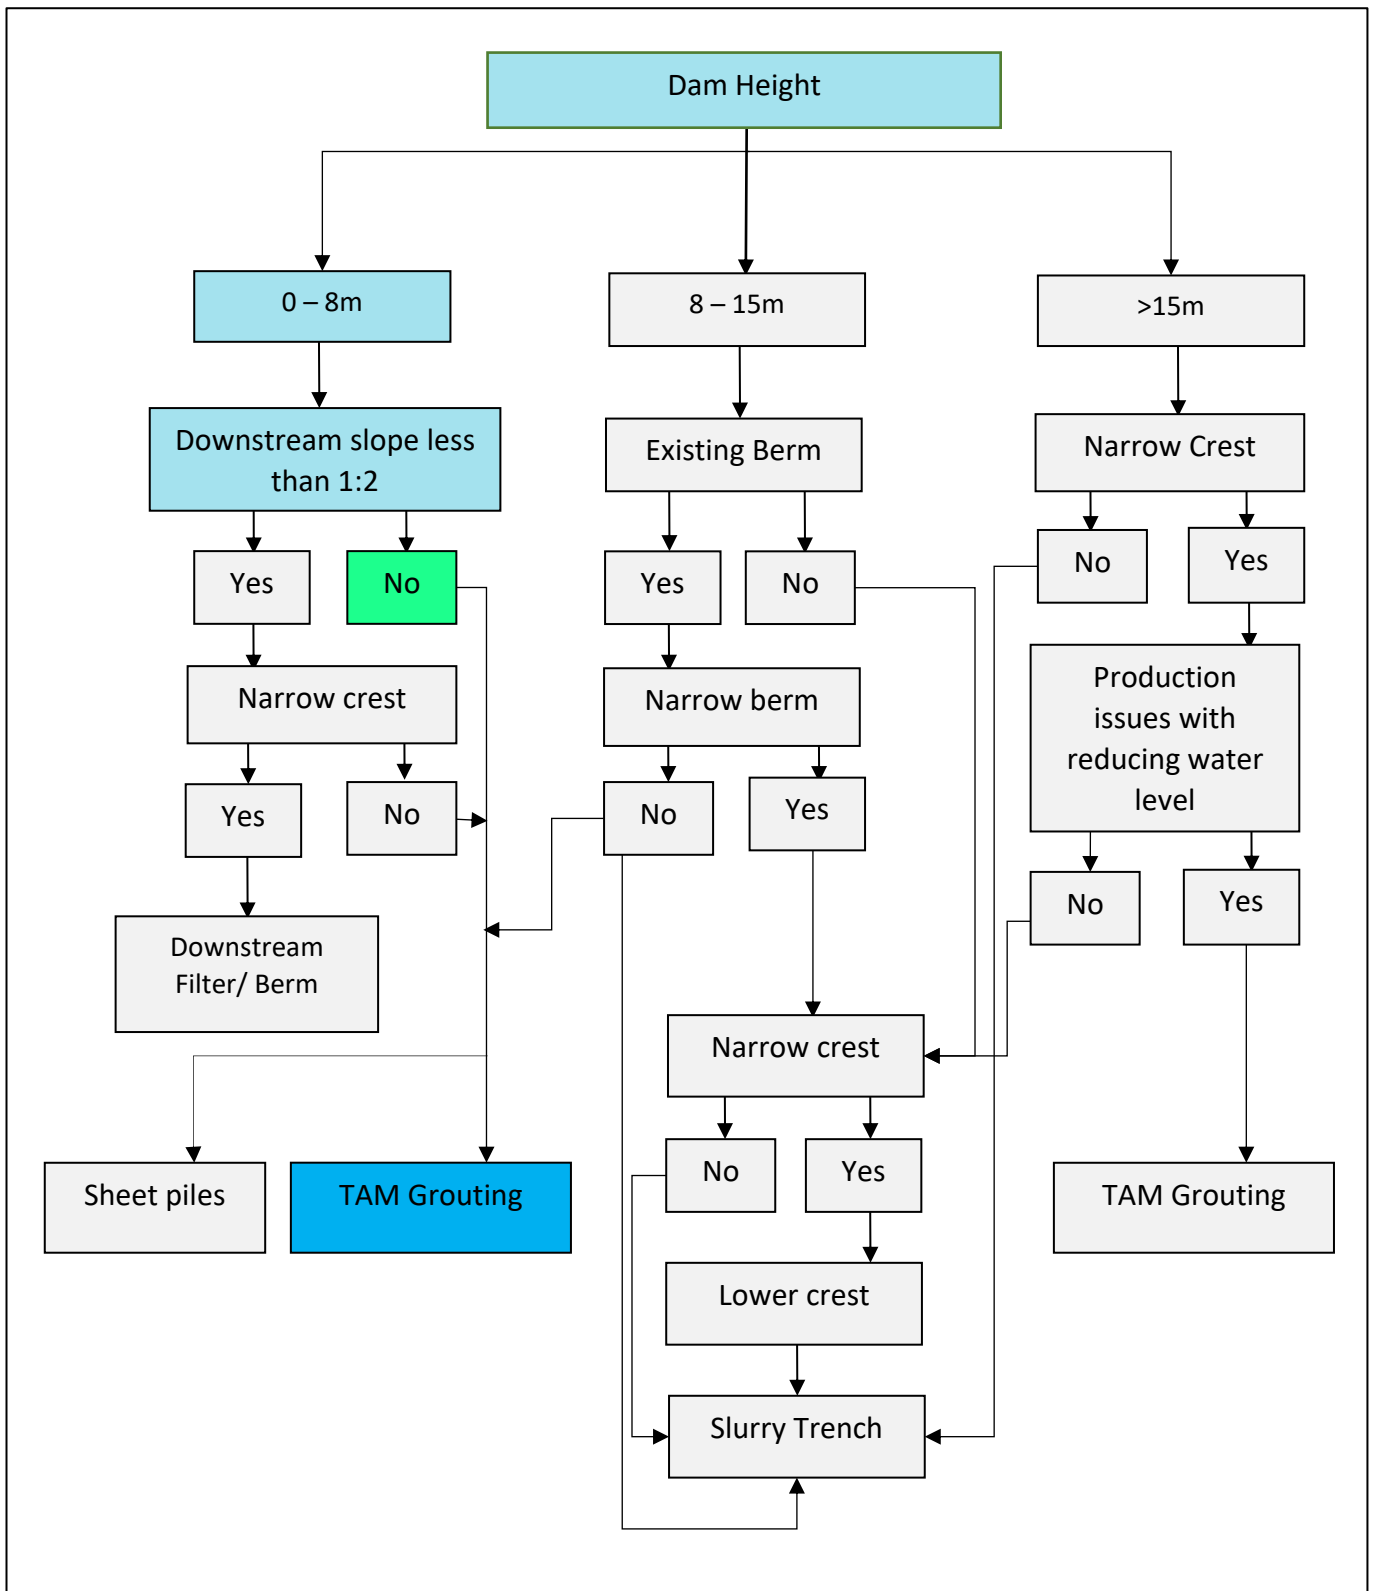 Dam Height
0 – 8m
8 – 15m
>15m
Downstream slope less
than 1:2
Existing Berm
Narrow Crest
Yes
No
Yes
No
No
Yes
Narrow crest
Narrow berm
Production
issues with
reducing water
level
Yes
No
No
Yes
No
Yes
Downstream
Filter/ Berm
Narrow crest
No
Yes
Sheet piles
TAM Grouting
TAM Grouting
Lower crest
Slurry Trench